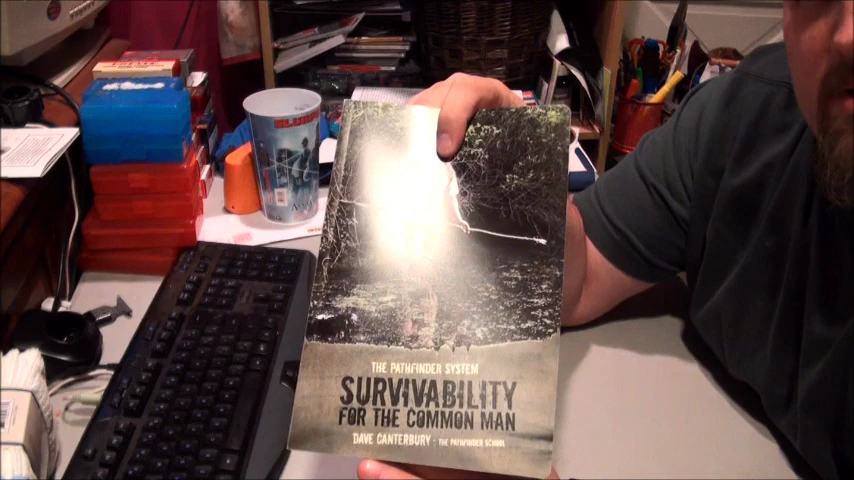 THE PATHFINDER SYSTEM
SURVIVABILITY
FOR THE COMMON MAN
DAVE CANTERBURY - THE PATHFINDER SCHOOL